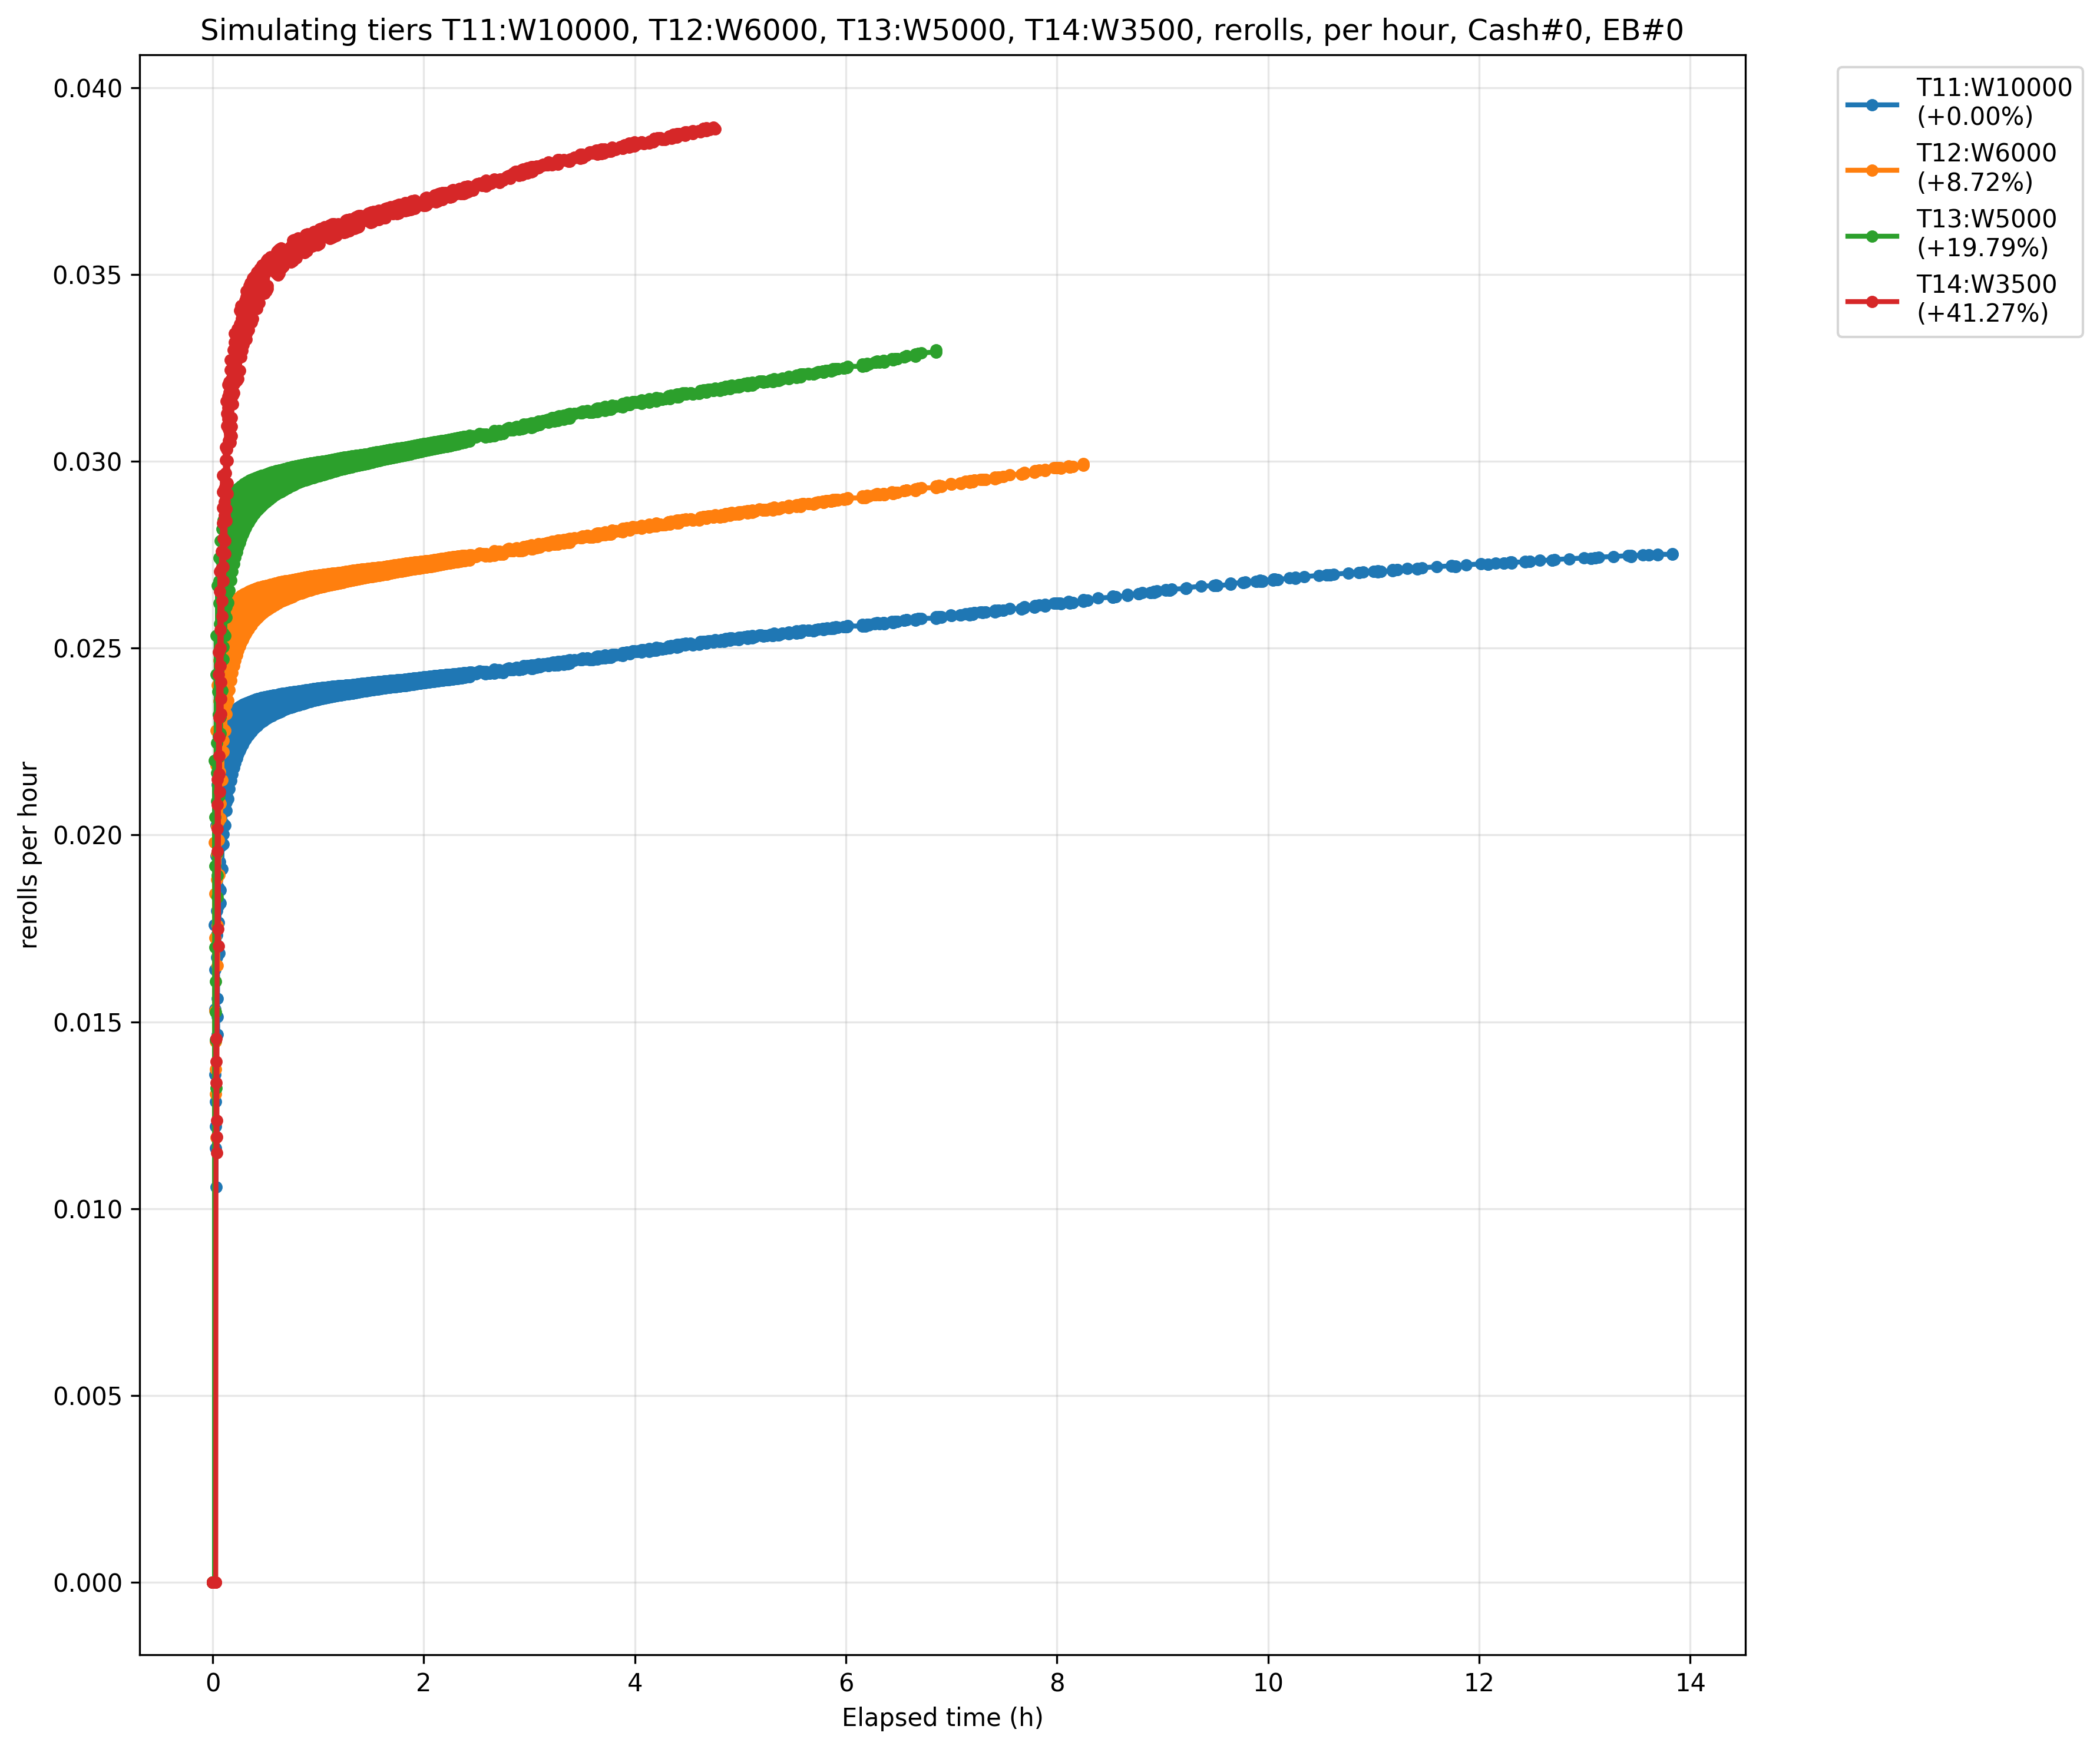 Simulating tiers T11:W10000, T12:W6000, T13:W5000, T14:W3500, rerolls, per hour, Cash#0, EB#0
T11:W10000
(+0.00%)
T12:W6000
(+8.72%)
T13:W5000
(+19.79%)
T14:W3500
(+41.27%)
rerolls per hour
0.040
0.035
0.030
0.025
0.020
0.015
0.010
0.005
0.000
0 2 4 6 8 10 12 14
Elapsed time (h)